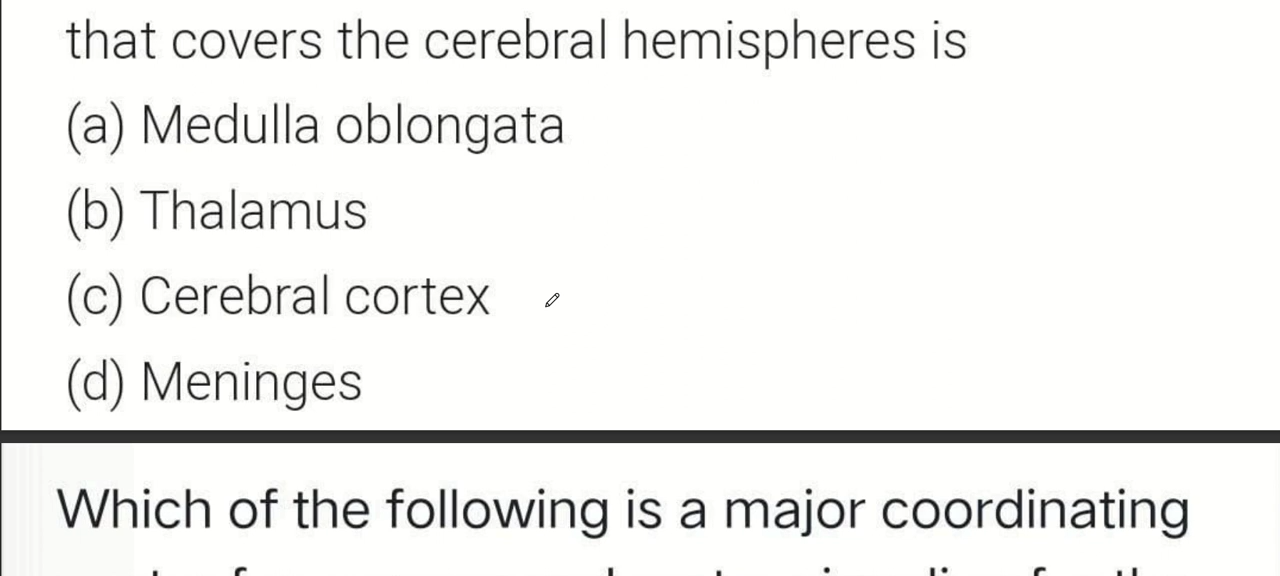 that covers the cerebral hemispheres is
(a) Medulla oblongata
(b) Thalamus
(c) Cerebral cortex
(d) Meninges
Which of the following is a major coordinating